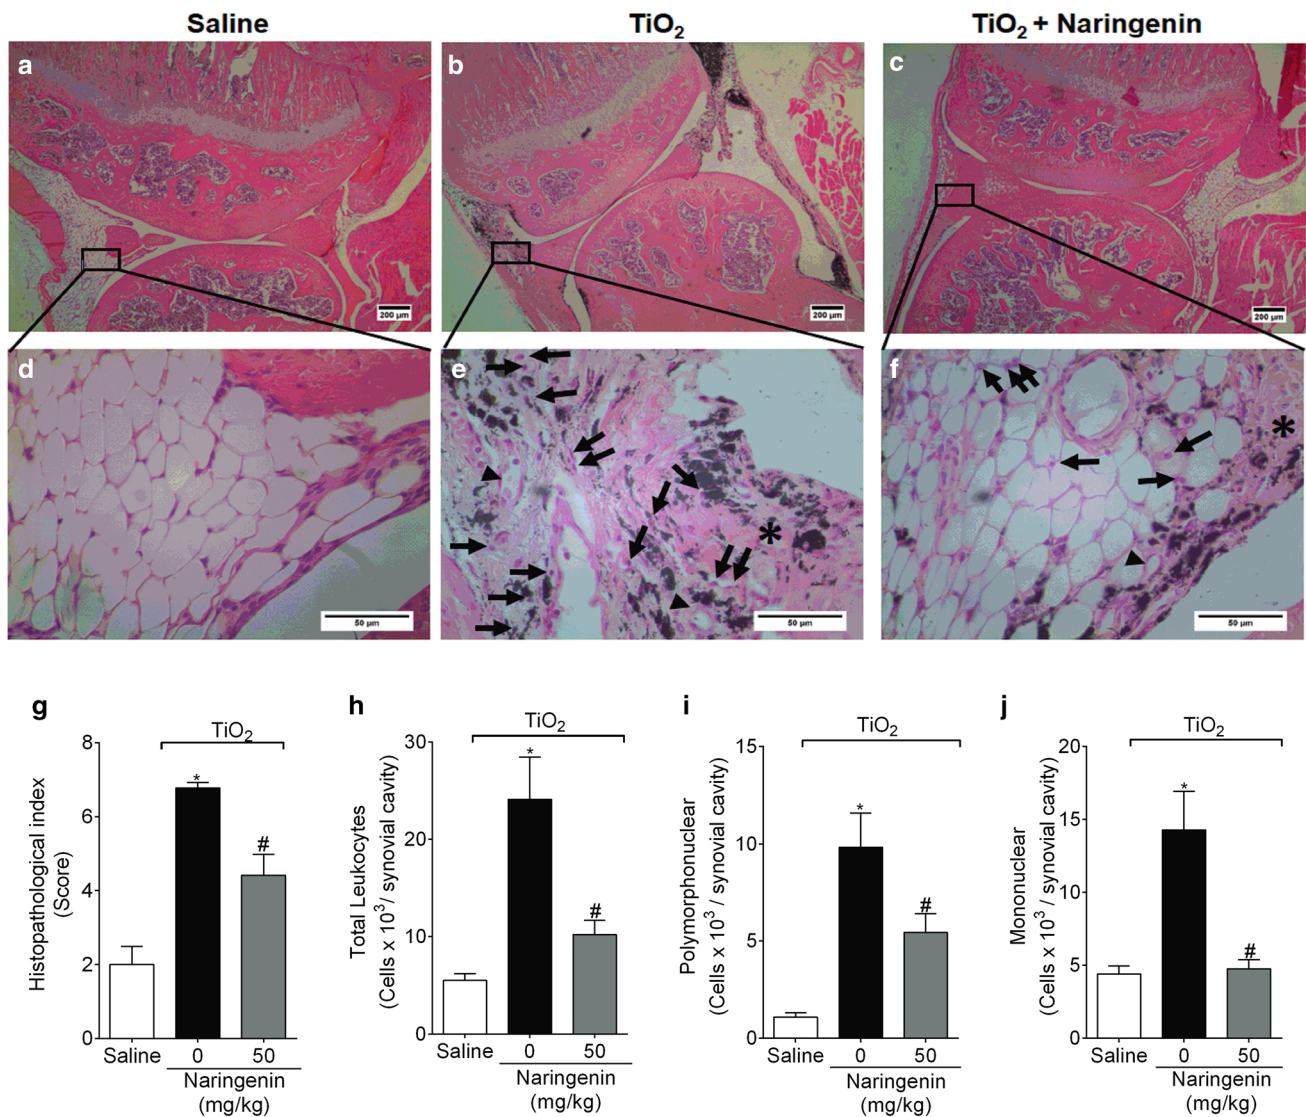 Saline
TiO2
TiO2 + Naringenin
a
b
c
200 µm
200 µm
200 µm
d
e
f
*
*
50 µm
50 µm
50 µm
g
TiO2
Histopathological index
(Score)
8
6
4
2
0
*
#
Saline
0
50
Naringenin
(mg/kg)
h
TiO2
Total Leukocytes
(Cells x 103/ synovial cavity)
30
20
10
0
*
#
Saline
0
50
Naringenin
(mg/kg)
i
TiO2
Polymorphonuclear
(Cells x 103 / synovial cavity)
15
10
5
0
*
#
Saline
0
50
Naringenin
(mg/kg)
j
TiO2
Mononuclear
(Cells x 103 / synovial cavity)
20
15
10
5
0
*
#
Saline
0
50
Naringenin
(mg/kg)